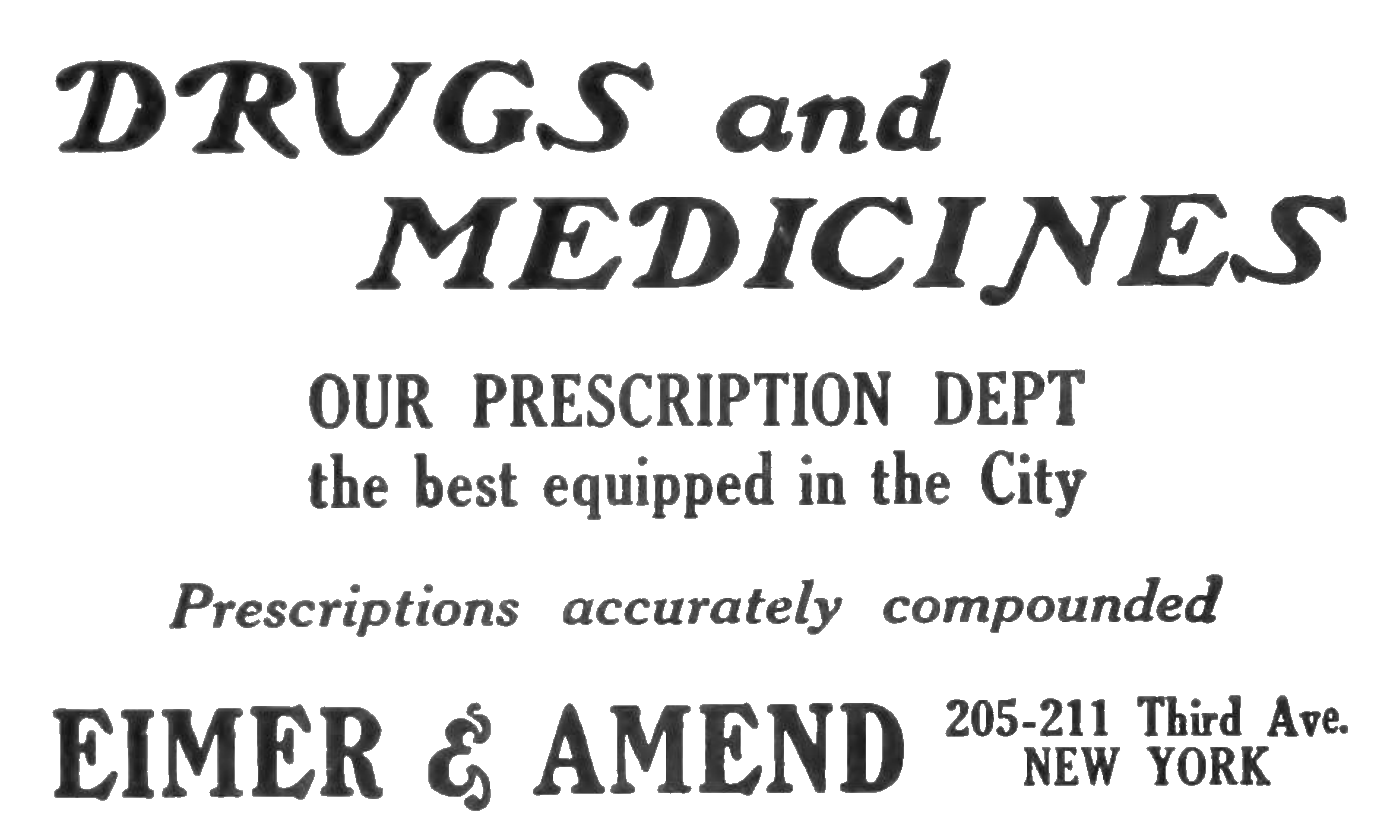 DRUGS and
MEDICINES
OUR PRESCRIPTION DEPT
the best equipped in the City
Prescriptions accurately compounded
EIMER & AMEND
205-211 Third Ave.
NEW YORK